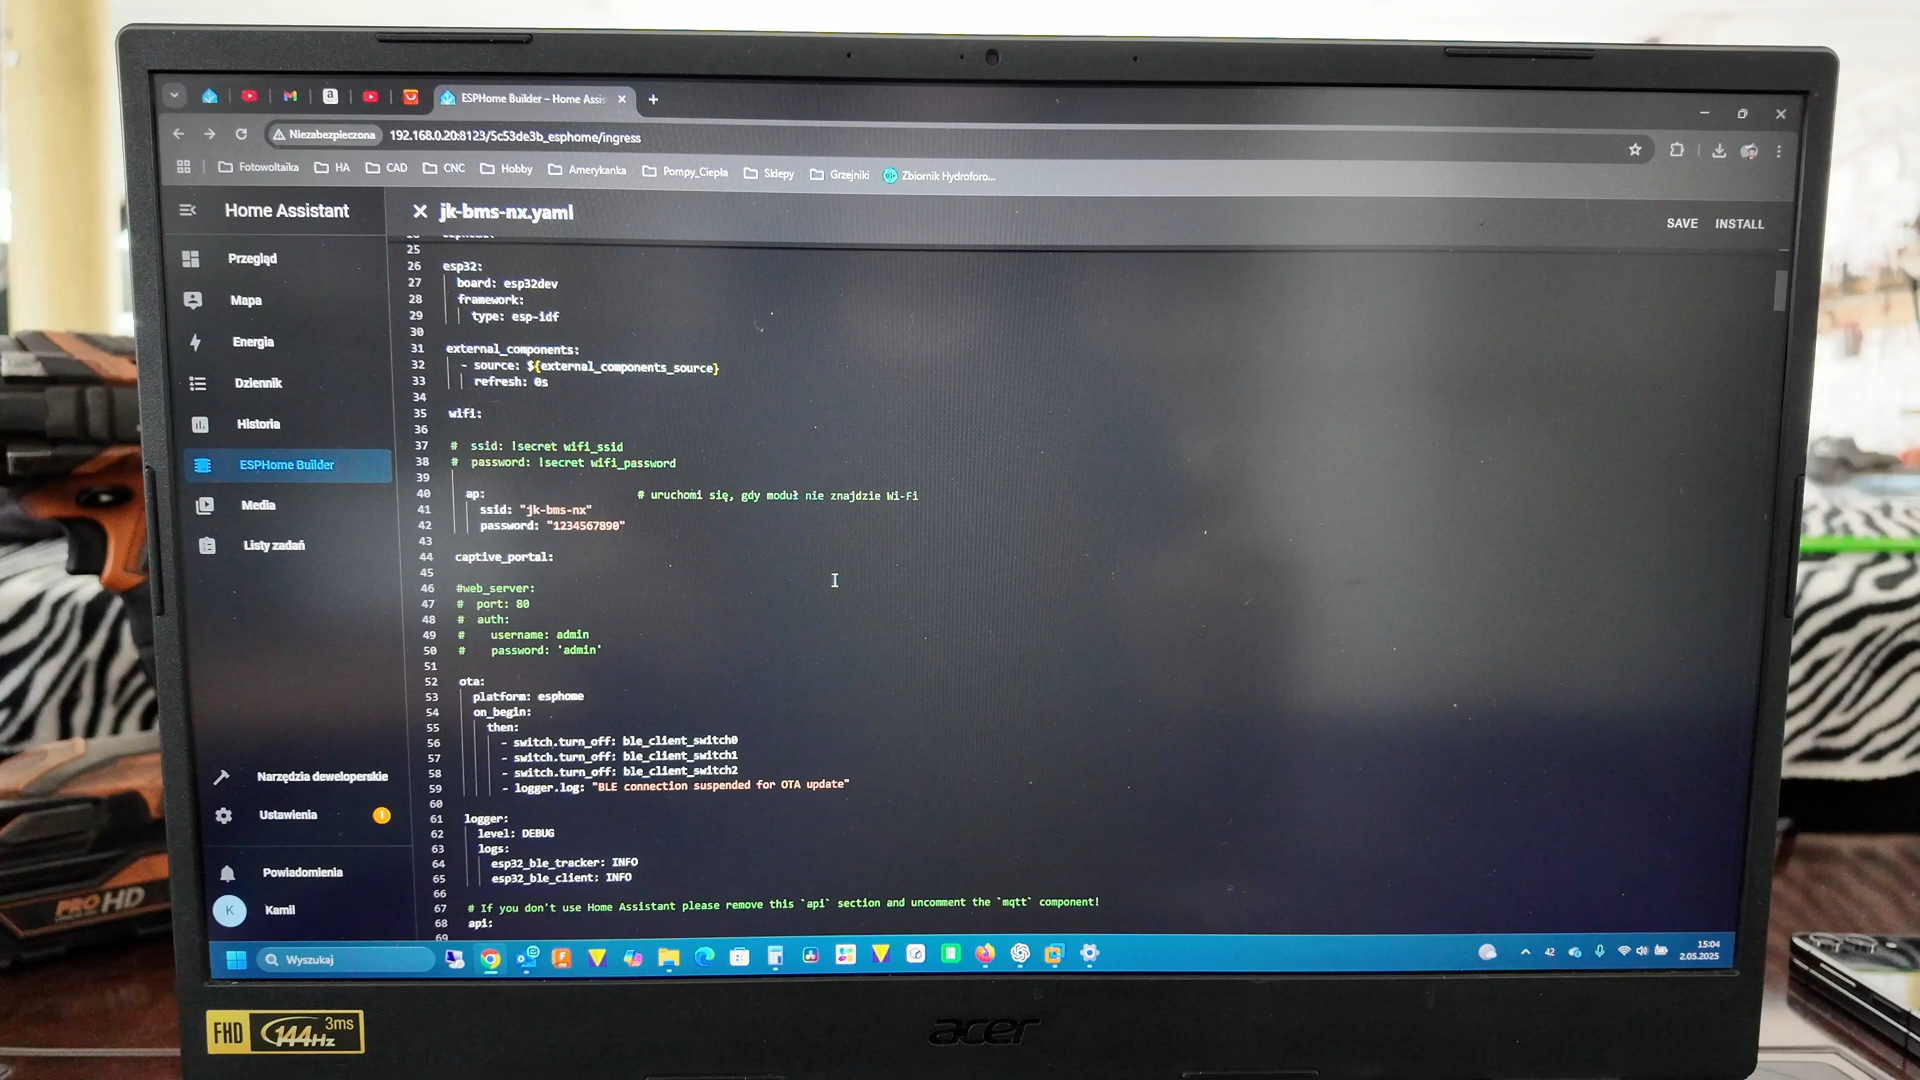 ESPHome Builder – Home Assis
Niezabezpieczona
192.168.0.20:8123/5c53de3b_esphome/ingress
Fotowoltaika
HA
CAD
CNC
Hobby
Amerykanka
Pompy_Ciepła
Sklepy
Grzejniki
Zbiornik Hydroforo...
Home Assistant
jk-bms-nx.yaml
SAVE
INSTALL
Przegląd
Mapa
Energia
Dziennik
Historia
ESPHome Builder
Media
Listy zadań
Narzędzia deweloperskie
Ustawienia
1
Powiadomienia
K
Kamil
25
26 esp32:
27 board: esp32dev
28 framework:
29 type: esp-idf
30
31 external_components:
32 - source: ${external_components_source}
33 refresh: 0s
34
35 wifi:
36
37 # ssid: !secret wifi_ssid
38 # password: !secret wifi_password
39
40 ap: # uruchomi się, gdy moduł nie znajdzie Wi-Fi
41 ssid: "jk-bms-nx"
42 password: "1234567890"
43
44 captive_portal:
45
46 #web_server:
47 # port: 80
48 # auth:
49 # username: admin
50 # password: 'admin'
51
52 ota:
53 platform: esphome
54 on_begin:
55 then:
56 - switch.turn_off: ble_client_switch0
57 - switch.turn_off: ble_client_switch1
58 - switch.turn_off: ble_client_switch2
59 - logger.log: "BLE connection suspended for OTA update"
60
61 logger:
62 level: DEBUG
63 logs:
64 esp32_ble_tracker: INFO
65 esp32_ble_client: INFO
66
67 # If you don't use Home Assistant please remove this `api` section and uncomment the `mqtt` component!
68 api:
69
Wyszukaj
42
15:04
2.05.2025
FHD
144Hz
3ms
acer
PRO HD